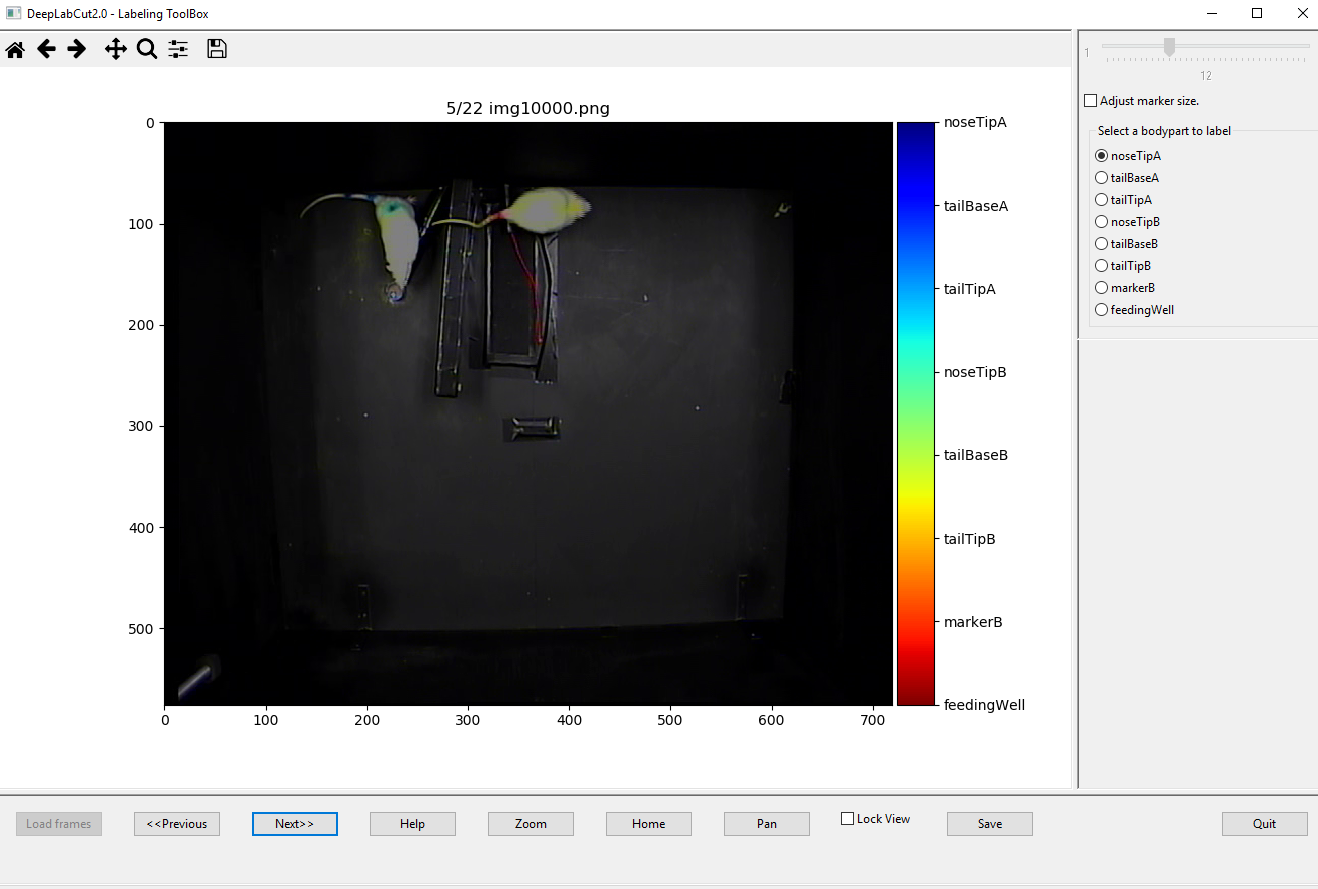 DeepLabCut2.0 - Labeling ToolBox
5/22 img10000.png
0
100
200
300
400
500
0 100 200 300 400 500 600 700
noseTipA
tailBaseA
tailTipA
noseTipB
tailBaseB
tailTipB
markerB
feedingWell
1
12
Adjust marker size.
Select a bodypart to label
noseTipA
tailBaseA
tailTipA
noseTipB
tailBaseB
tailTipB
markerB
feedingWell
Load frames <<Previous Next>> Help Zoom Home Pan Lock View Save Quit